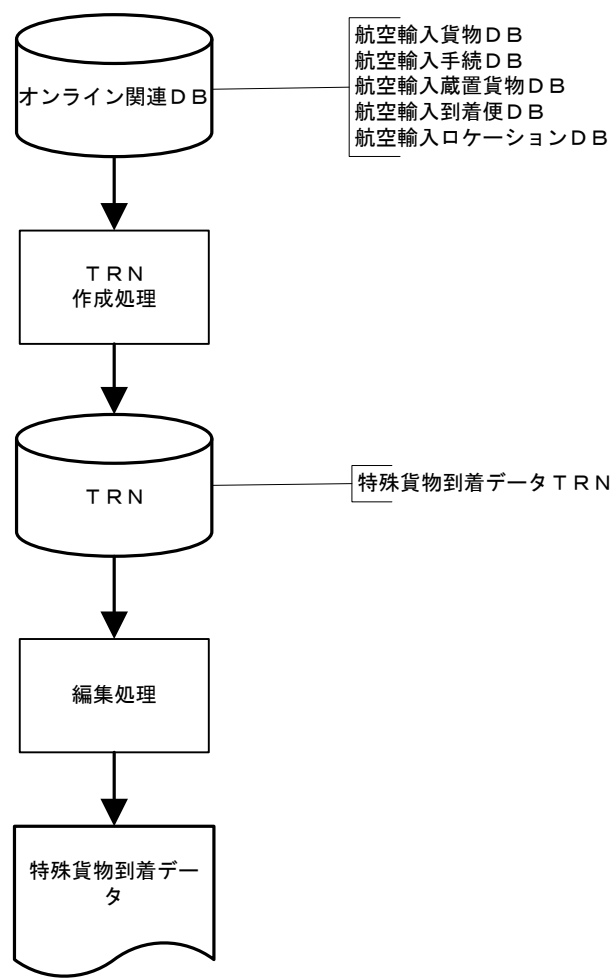 航空輸入貨物ＤＢ
航空輸入手続ＤＢ
航空輸入蔵置貨物ＤＢ
航空輸入到着便ＤＢ
航空輸入ロケーションＤＢ
オンライン関連ＤＢ
ＴＲＮ
作成処理
ＴＲＮ
特殊貨物到着データＴＲＮ
編集処理
特殊貨物到着デー
タ